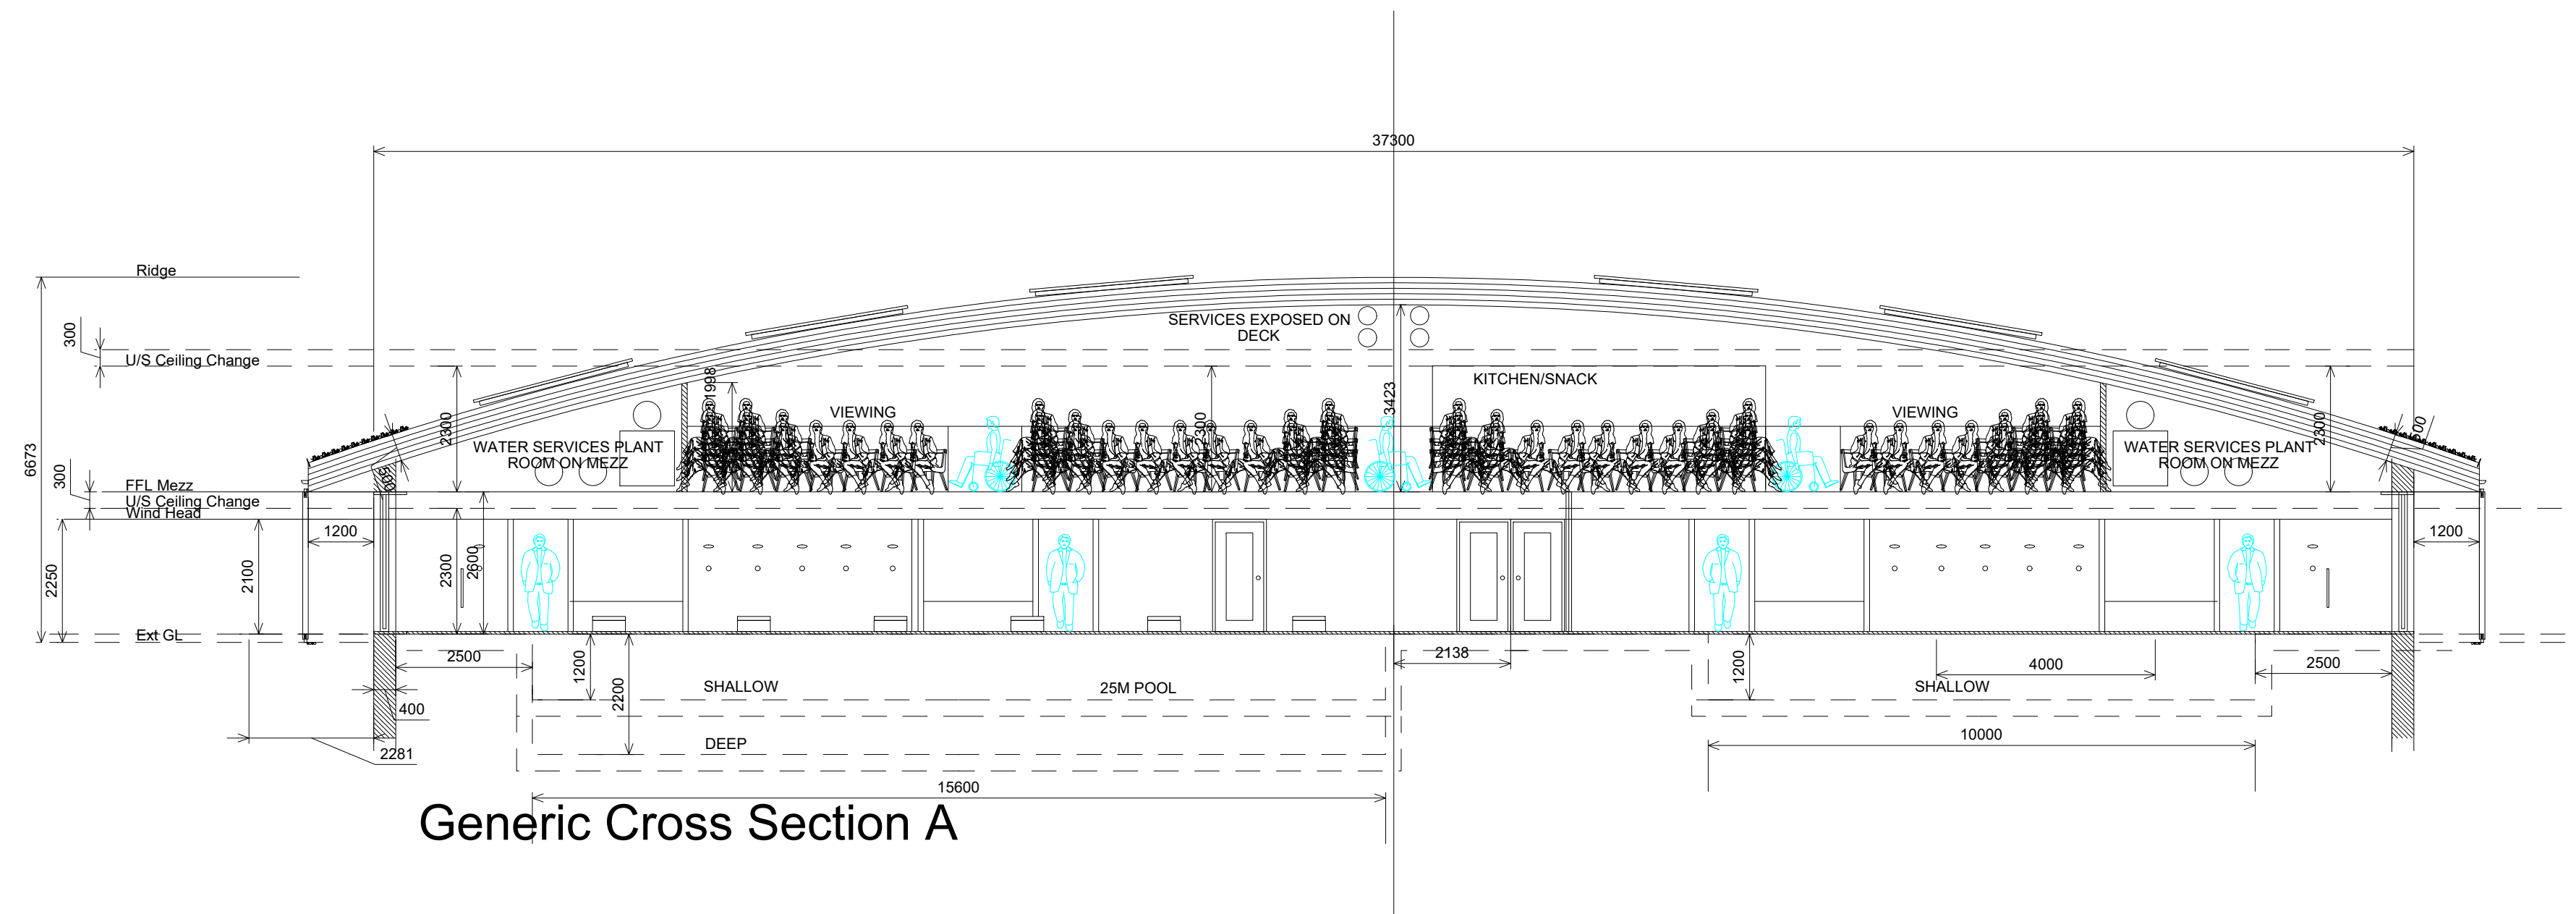 37300
Ridge
300
U/S Ceiling Change
SERVICES EXPOSED ON
DECK
KITCHEN/SNACK
1998
3423
VIEWING
VIEWING
2300
2300
2300
WATER SERVICES PLANT
ROOM ON MEZZ
WATER SERVICES PLANT
ROOM ON MEZZ
6673
300
FFL Mezz
U/S Ceiling Change
Wind Head
1200
1200
2250
2100
2300
2600
Ext GL
2500
1200
2200
SHALLOW
25M POOL
2138
1200
4000
SHALLOW
2500
400
DEEP
2281
10000
15600
Generic Cross Section A